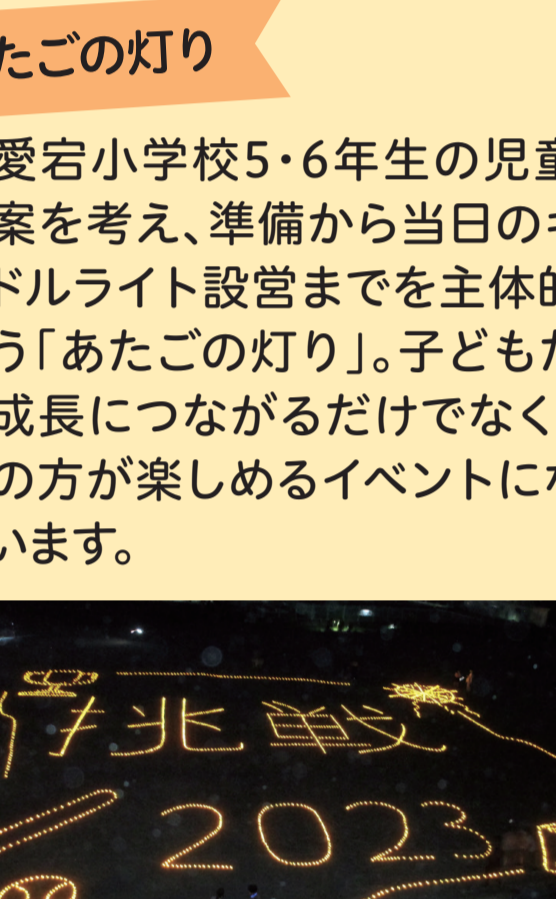 たごの灯り
愛宕小学校5・6年生の児童
案を考え、準備から当日のキ
ドルライト設営までを主体的
う「あたごの灯り」。子どもた
成長につながるだけでなく
の方が楽しめるイベントにな
います。
挑戦
2023